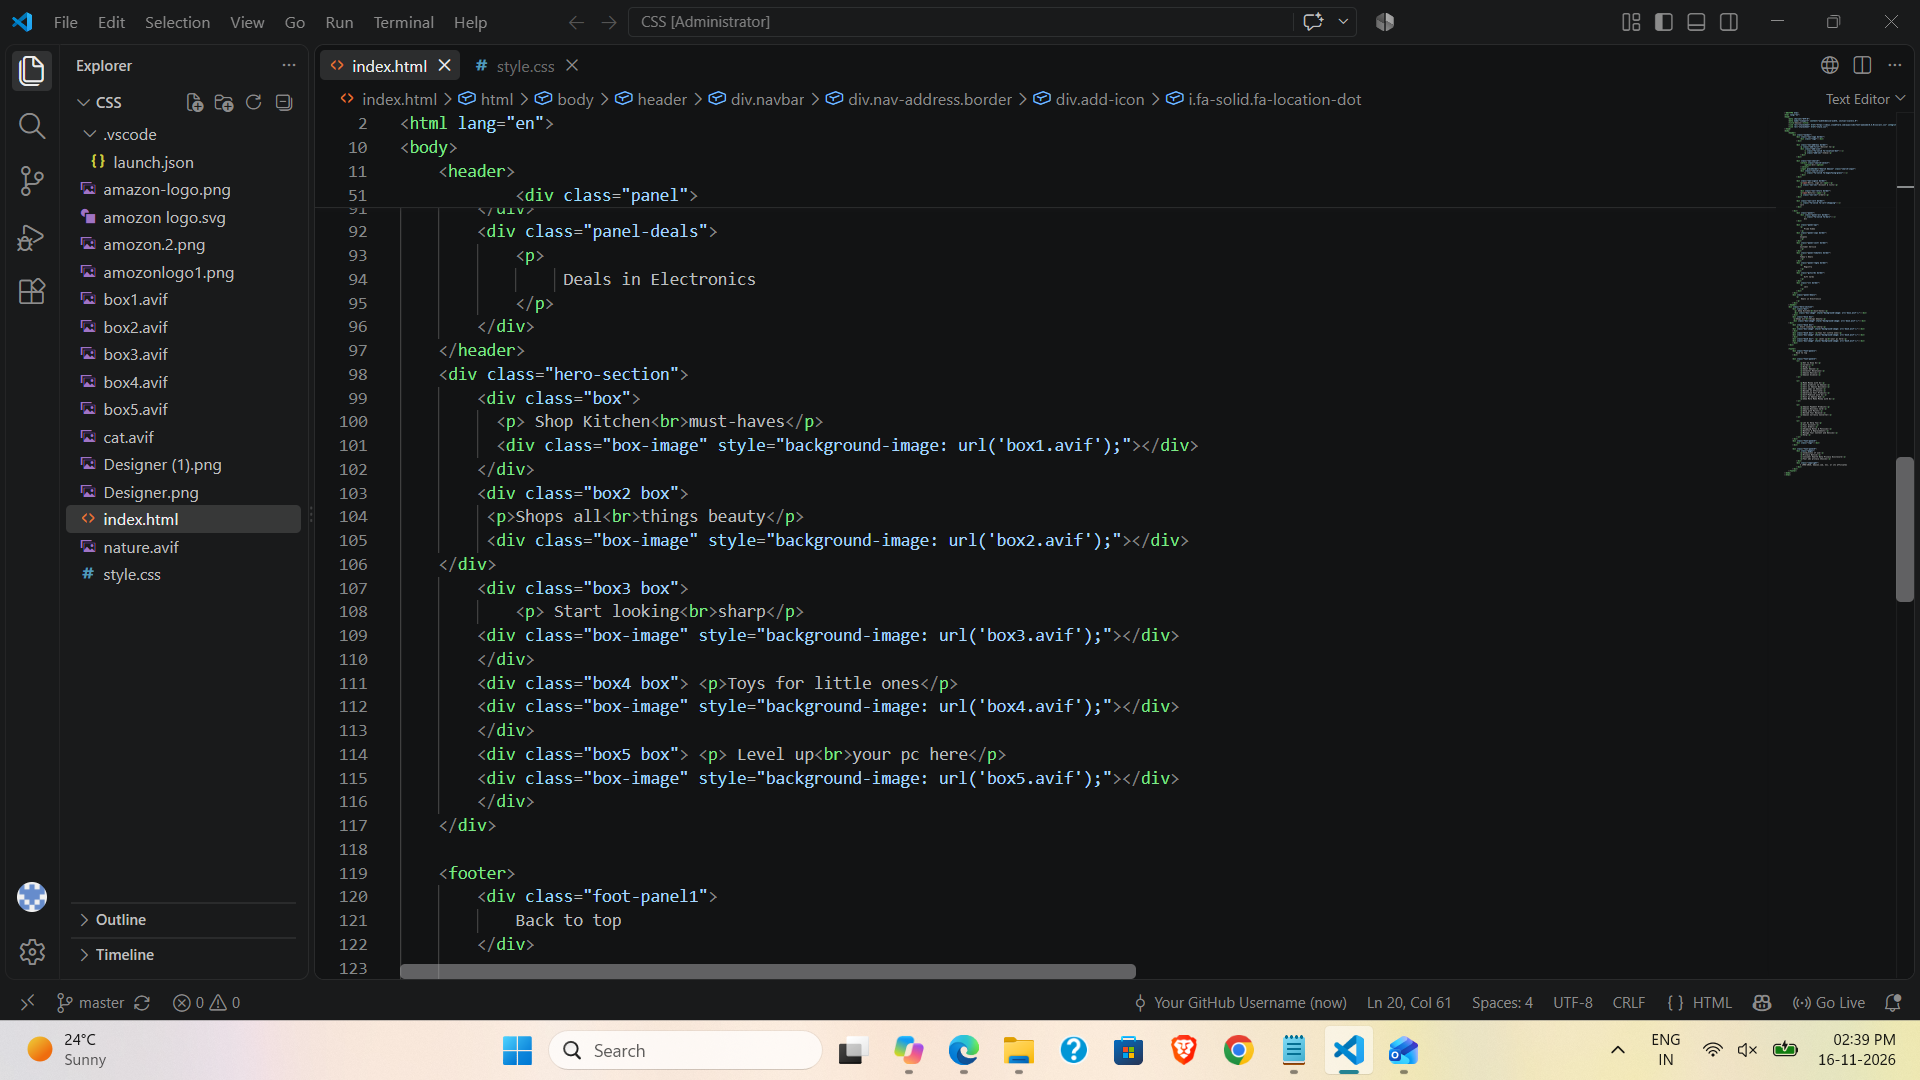 File Edit Selection View Go Run Terminal Help
CSS [Administrator]
Explorer
index.html
style.css
CSS
index.html > html > body > header > div.navbar > div.nav-address.border > div.add-icon > i.fa-solid.fa-location-dot
Text Editor
.vscode
launch.json
amazon-logo.png
amozon logo.svg
amozon.2.png
amozonlogo1.png
box1.avif
box2.avif
box3.avif
box4.avif
box5.avif
cat.avif
Designer (1).png
Designer.png
index.html
nature.avif
style.css
Outline
Timeline
2 <html lang="en">
10 <body>
11 <header>
51 <div class="panel">
91 </div>
92 <div class="panel-deals">
93 <p>
94 Deals in Electronics
95 </p>
96 </div>
97 </header>
98 <div class="hero-section">
99 <div class="box">
100 <p> Shop Kitchen<br>must-haves</p>
101 <div class="box-image" style="background-image: url('box1.avif');"></div>
102 </div>
103 <div class="box2 box">
104 <p>Shops all<br>things beauty</p>
105 <div class="box-image" style="background-image: url('box2.avif');"></div>
106 </div>
107 <div class="box3 box">
108 <p> Start looking<br>sharp</p>
109 <div class="box-image" style="background-image: url('box3.avif');"></div>
110 </div>
111 <div class="box4 box"> <p>Toys for little ones</p>
112 <div class="box-image" style="background-image: url('box4.avif');"></div>
113 </div>
114 <div class="box5 box"> <p> Level up<br>your pc here</p>
115 <div class="box-image" style="background-image: url('box5.avif');"></div>
116 </div>
117 </div>
118
119 <footer>
120 <div class="foot-panel1">
121 Back to top
122 </div>
123
master
0 0
Your GitHub Username (now)
Ln 20, Col 61
Spaces: 4
UTF-8
CRLF
{ } HTML
Go Live
24°C
Sunny
Search
ENG
IN
02:39 PM
16-11-2026